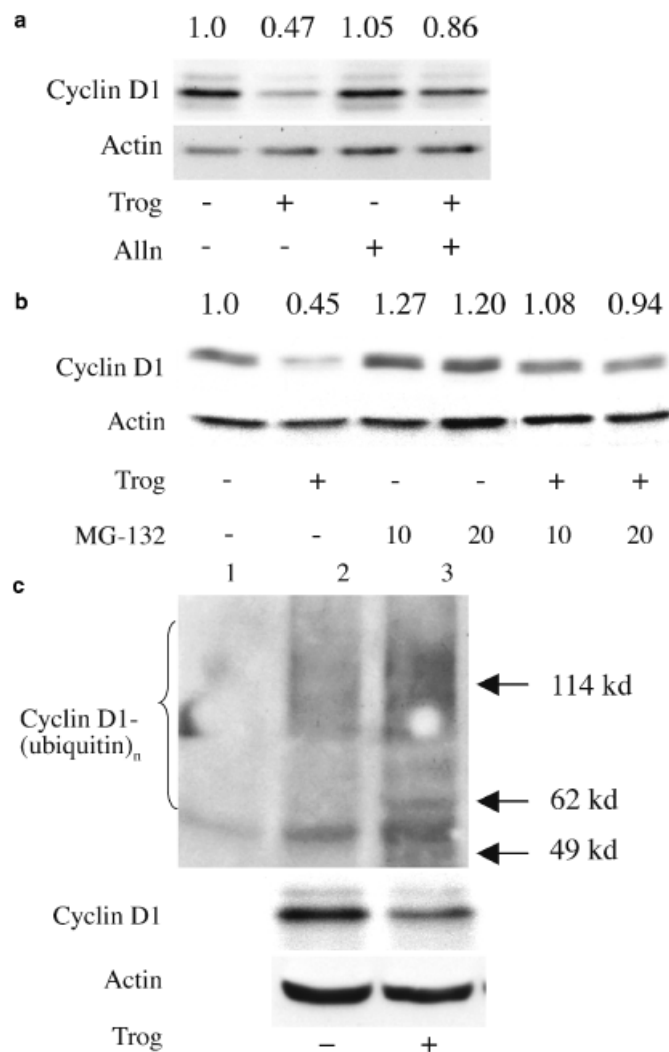 a
1.0 0.47 1.05 0.86
Cyclin D1
Actin
Trog - + - +
Alln - - + +
b
1.0 0.45 1.27 1.20 1.08 0.94
Cyclin D1
Actin
Trog - + - - + +
MG-132 - - 10 20 10 20
c
1 2 3
114 kd
Cyclin D1-
(ubiquitin)n
62 kd
49 kd
Cyclin D1
Actin
Trog – +